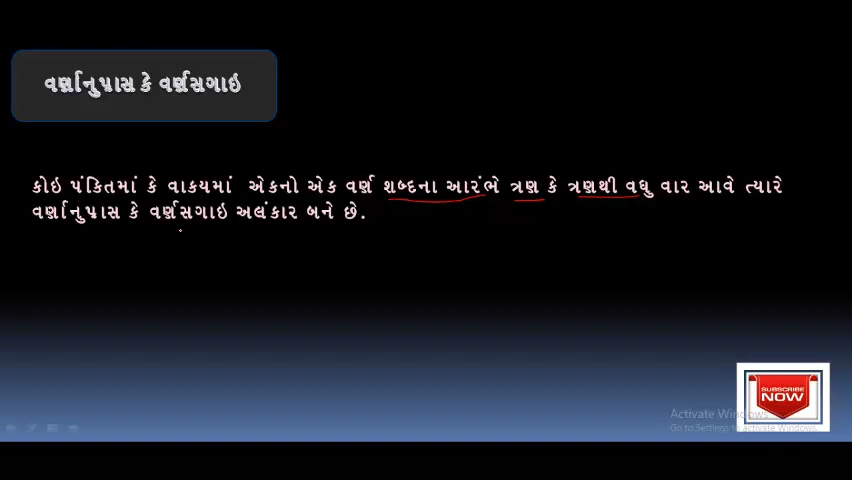 વર્ણાનુપ્રાસ કે વર્ણસગાઇ
કોઇ પંકિતમાં કે વાકયમાં એકનો એક વર્ણ શબ્દના આરંભે ત્રણ કે ત્રણથી વધુ વાર આવે ત્યારે
વર્ણાનુપ્રાસ કે વર્ણસગાઇ અલંકાર બને છે.
SUBSCRIBE
NOW
Activate Windows
Go to Settings to activate Windows.